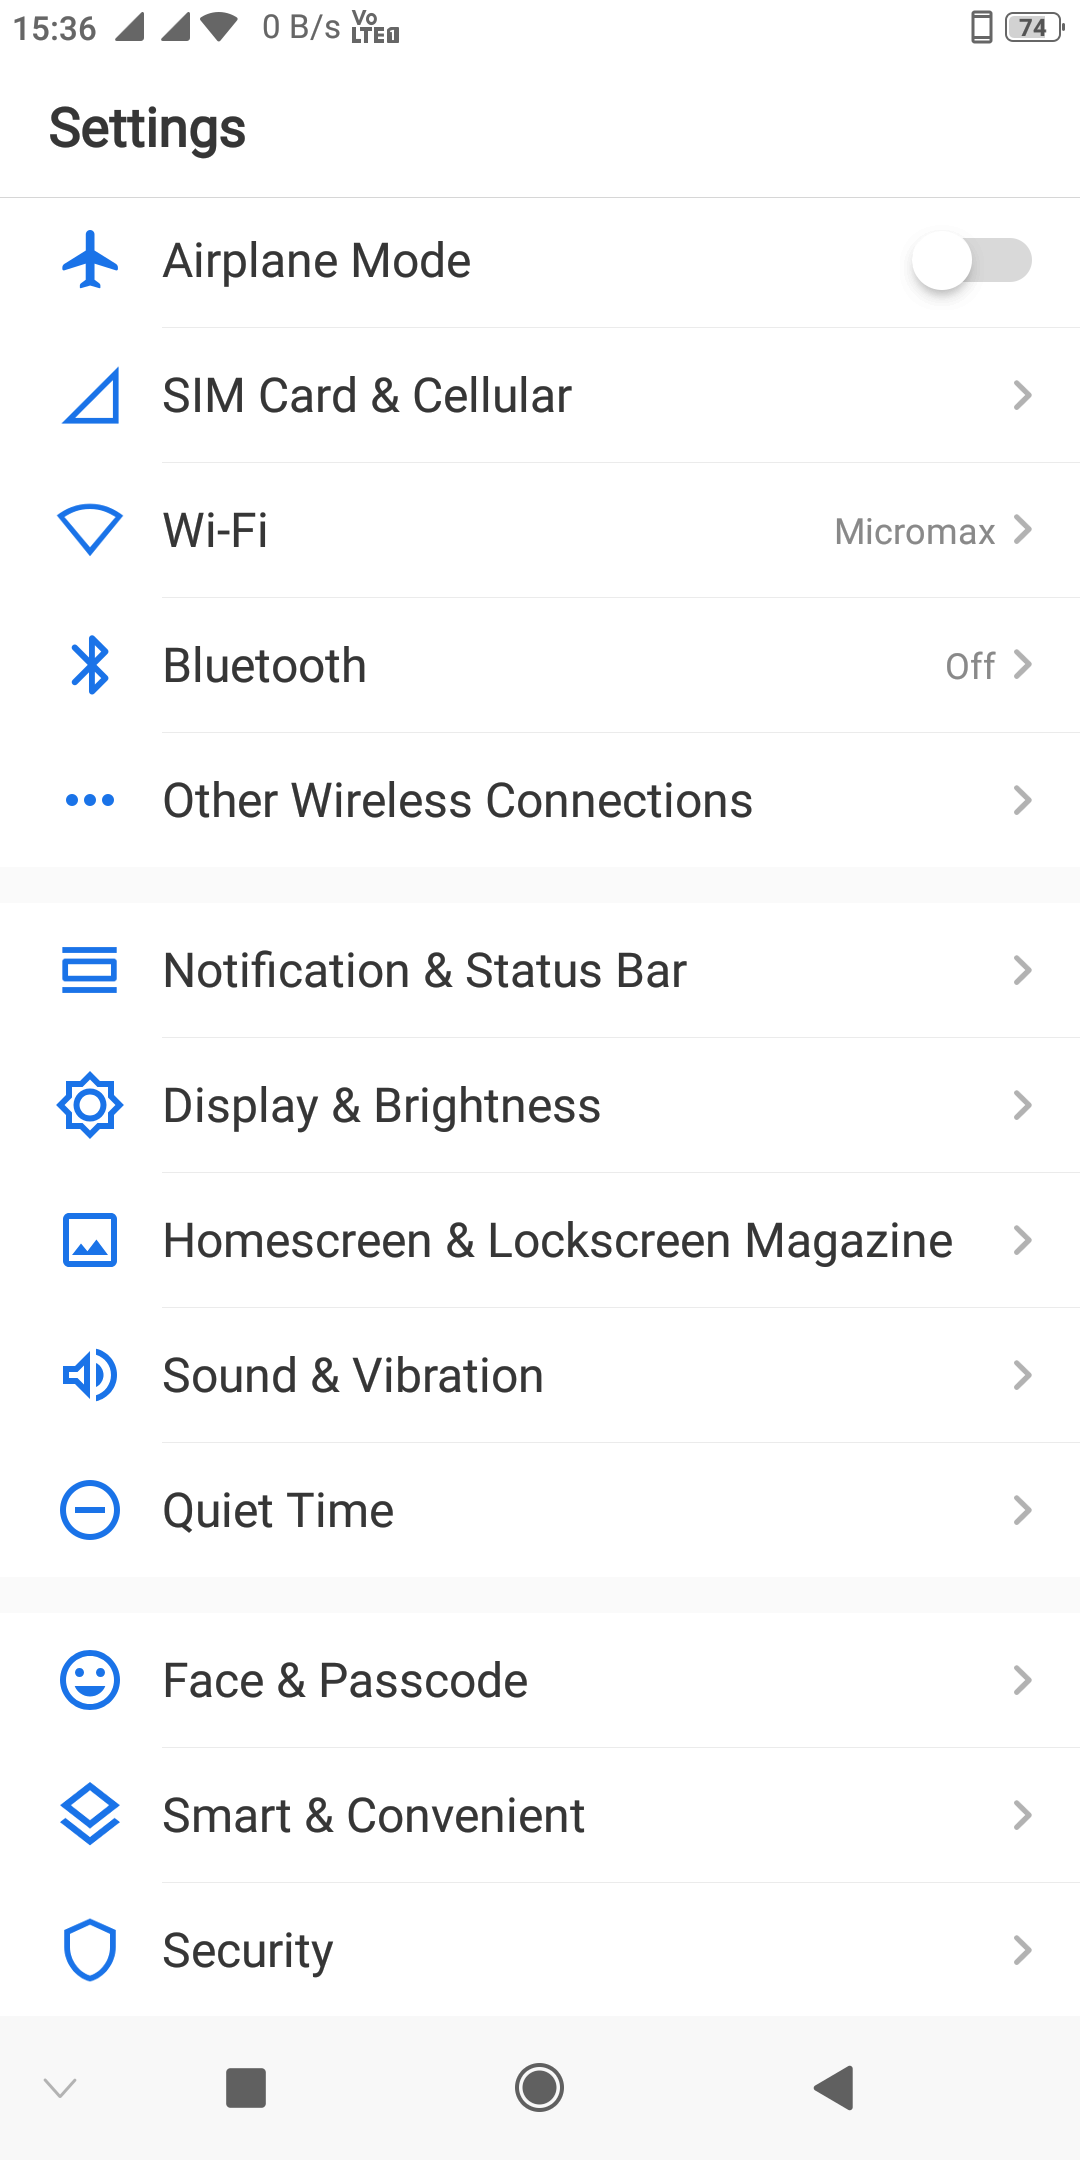 15:36 0 B/s Vo LTE1 74
Settings
Airplane Mode
SIM Card & Cellular
Wi-Fi Micromax
Bluetooth Off
Other Wireless Connections
Notification & Status Bar
Display & Brightness
Homescreen & Lockscreen Magazine
Sound & Vibration
Quiet Time
Face & Passcode
Smart & Convenient
Security